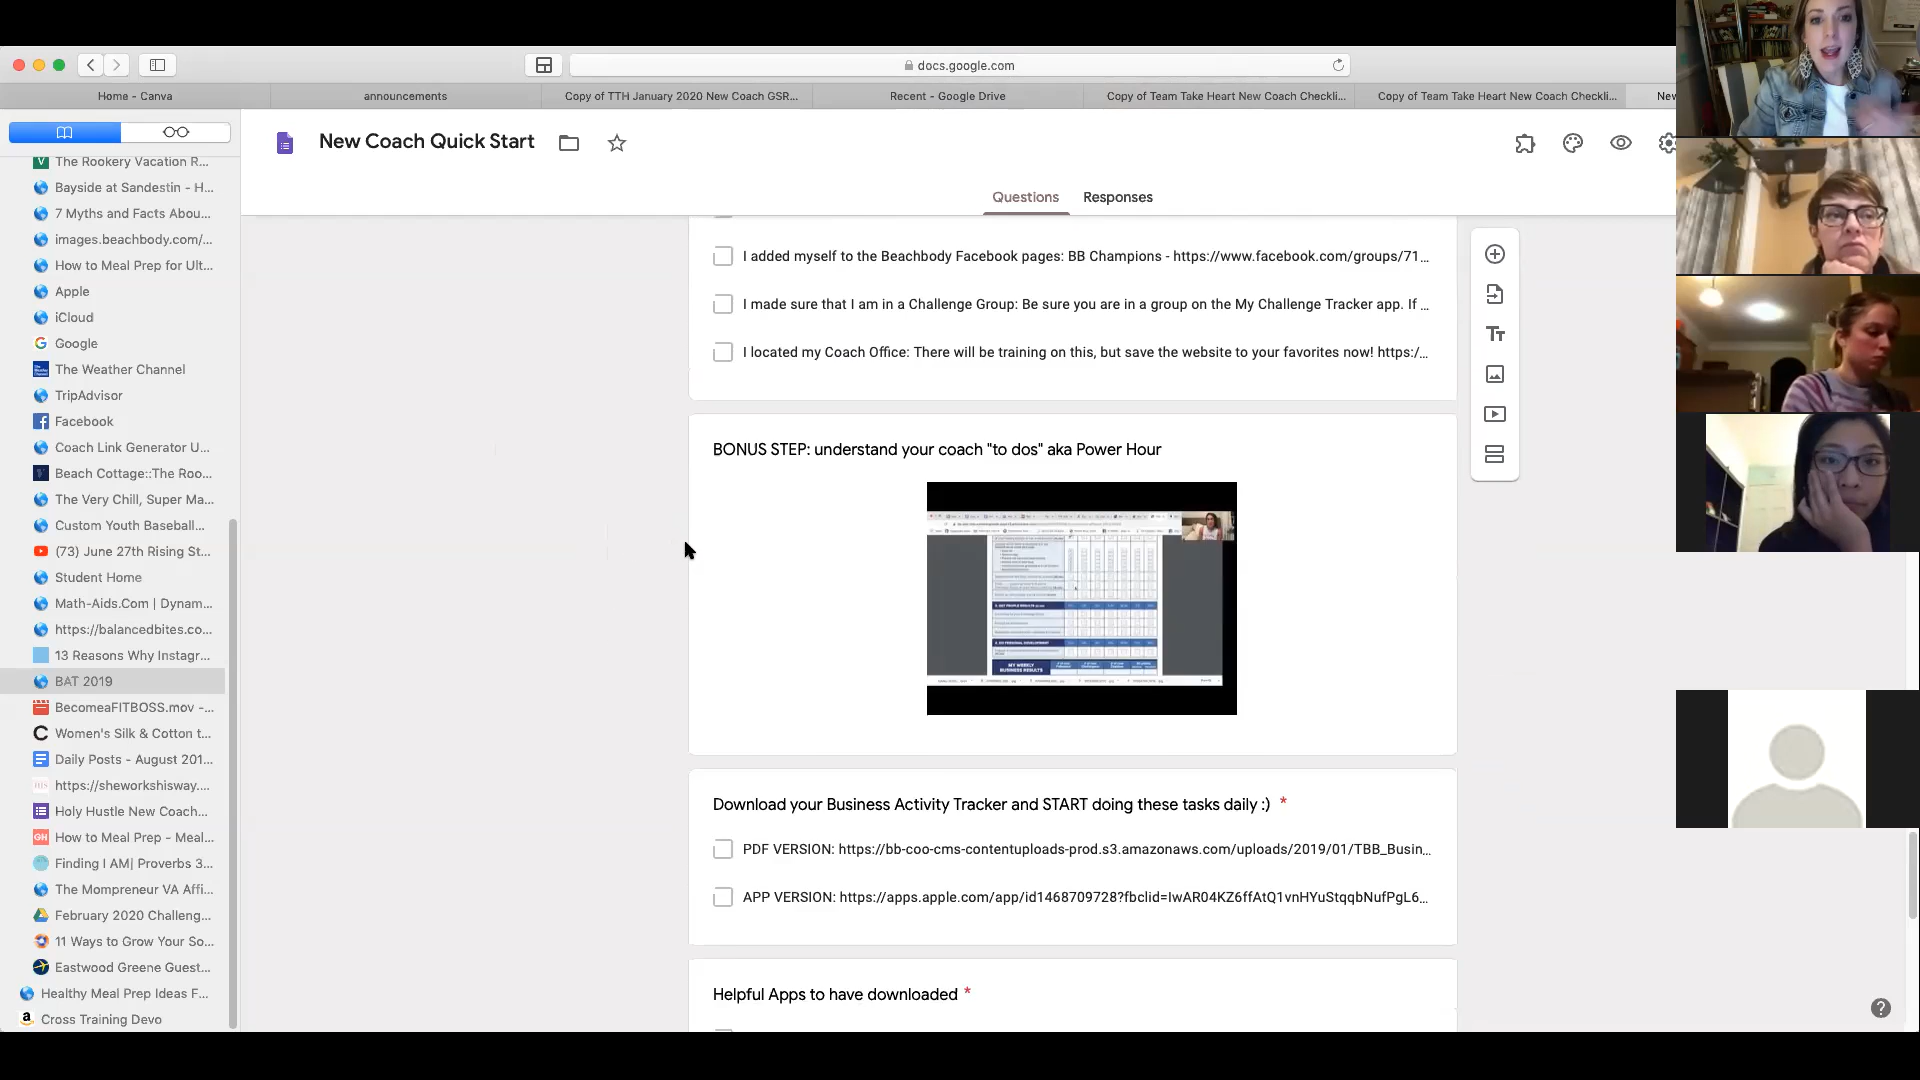 docs.google.com
Home - Canva
announcements
Copy of TTH January 2020 New Coach GSR...
Recent - Google Drive
Copy of Team Take Heart New Coach Checkli...
Copy of Team Take Heart New Coach Checkli...
New
The Rookery Vacation R...
Bayside at Sandestin - H...
7 Myths and Facts Abou...
images.beachbody.com/...
How to Meal Prep for Ult...
Apple
iCloud
Google
The Weather Channel
TripAdvisor
Facebook
Coach Link Generator U...
Beach Cottage::The Roo...
The Very Chill, Super Ma...
Custom Youth Baseball...
(73) June 27th Rising St...
Student Home
Math-Aids.Com | Dynam...
https://balancedbites.co...
13 Reasons Why Instagr...
BAT 2019
BecomeaFITBOSS.mov -...
Women's Silk & Cotton t...
Daily Posts - August 201...
https://sheworkshisway....
Holy Hustle New Coach...
How to Meal Prep - Meal...
Finding I AM| Proverbs 3...
The Mompreneur VA Affi...
February 2020 Challeng...
11 Ways to Grow Your So...
Eastwood Greene Guest...
Healthy Meal Prep Ideas F...
Cross Training Devo
New Coach Quick Start
Questions
Responses
I added myself to the Beachbody Facebook pages: BB Champions - https://www.facebook.com/groups/71...
I made sure that I am in a Challenge Group: Be sure you are in a group on the My Challenge Tracker app. If ...
I located my Coach Office: There will be training on this, but save the website to your favorites now! https:/...
BONUS STEP: understand your coach "to dos" aka Power Hour
MY WEEKLY
BUSINESS RESULTS
Download your Business Activity Tracker and START doing these tasks daily :) *
PDF VERSION: https://bb-coo-cms-contentuploads-prod.s3.amazonaws.com/uploads/2019/01/TBB_Busin...
APP VERSION: https://apps.apple.com/app/id1468709728?fbclid=IwAR04KZ6ffAtQ1vnHYuStqqbNufPgL6...
Helpful Apps to have downloaded *